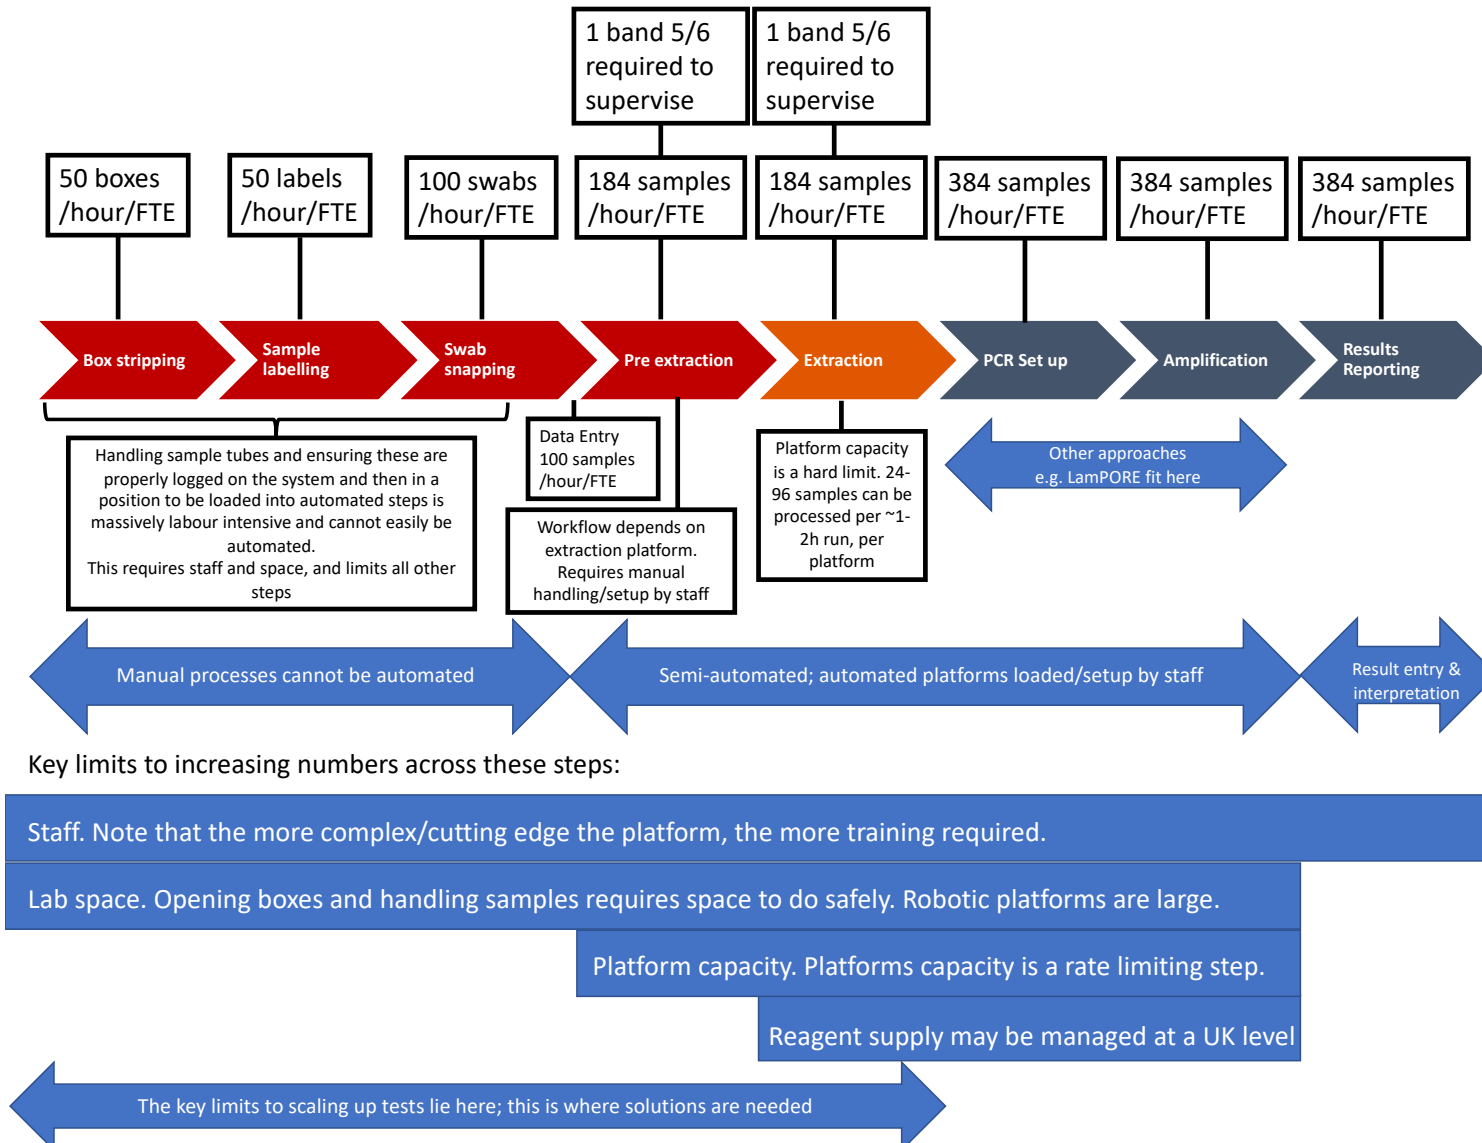 1 band 5/6
required to
supervise
1 band 5/6
required to
supervise
50 boxes
/hour/FTE
50 labels
/hour/FTE
100 swabs
/hour/FTE
184 samples
/hour/FTE
184 samples
/hour/FTE
384 samples
/hour/FTE
384 samples
/hour/FTE
384 samples
/hour/FTE
Box stripping
Sample
labelling
Swab
snapping
Pre extraction
Extraction
PCR Set up
Amplification
Results
Reporting
Handling sample tubes and ensuring these are
properly logged on the system and then in a
position to be loaded into automated steps is
massively labour intensive and cannot easily be
automated.
This requires staff and space, and limits all other
steps
Data Entry
100 samples
/hour/FTE
Workflow depends on
extraction platform.
Requires manual
handling/setup by staff
Platform capacity
is a hard limit. 24-
96 samples can be
processed per ~1-
2h run, per
platform
Other approaches
e.g. LamPORE fit here
Manual processes cannot be automated
Semi-automated; automated platforms loaded/setup by staff
Result entry &
interpretation
Key limits to increasing numbers across these steps:
Staff. Note that the more complex/cutting edge the platform, the more training required.
Lab space. Opening boxes and handling samples requires space to do safely. Robotic platforms are large.
Platform capacity. Platforms capacity is a rate limiting step.
Reagent supply may be managed at a UK level
The key limits to scaling up tests lie here; this is where solutions are needed